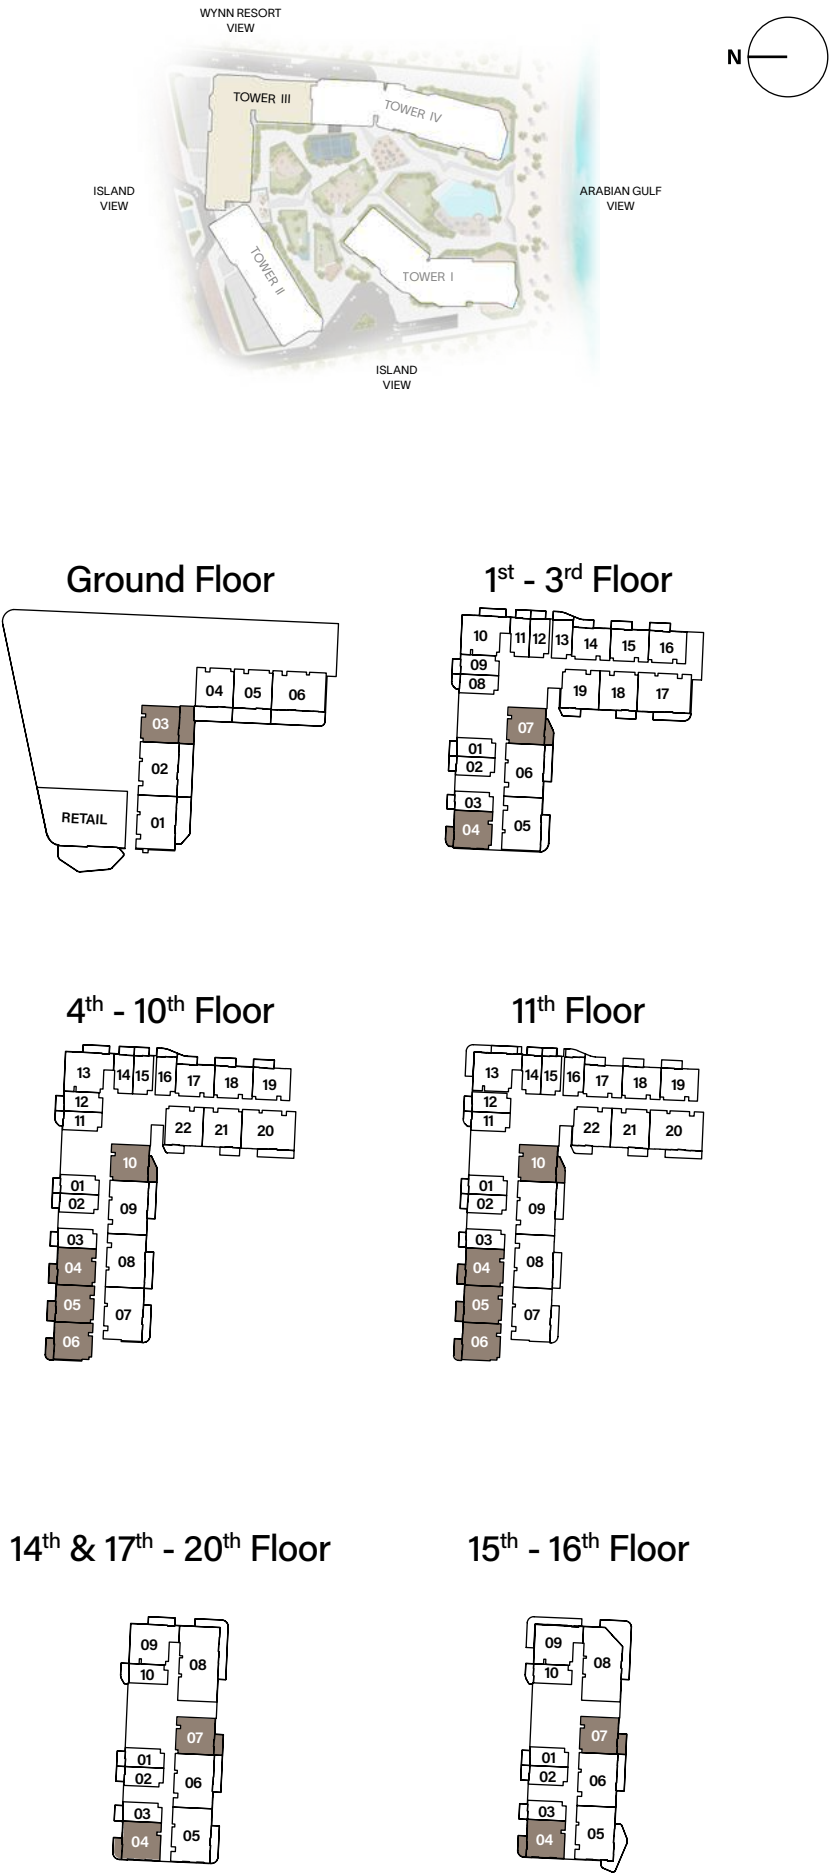 WYNN RESORT
VIEW
N
TOWER III
TOWER IV
ISLAND
VIEW
ARABIAN GULF
VIEW
TOWER II
TOWER I
ISLAND
VIEW
Ground Floor
04 05 06
03
02
RETAIL
01
1st - 3rd Floor
10 11 12 13 14 15 16
09
08
19 18 17
07
01
02
06
03
04
05
4th - 10th Floor
13 14 15 16 17 18 19
12
11
22 21 20
10
01
02
09
03
04
08
05
07
06
11th Floor
13 14 15 16 17 18 19
12
11
22 21 20
10
01
02
09
03
04
08
05
07
06
14th & 17th - 20th Floor
09
08
10
07
01
02
06
03
04
05
15th - 16th Floor
09
08
10
07
01
02
06
03
04
05